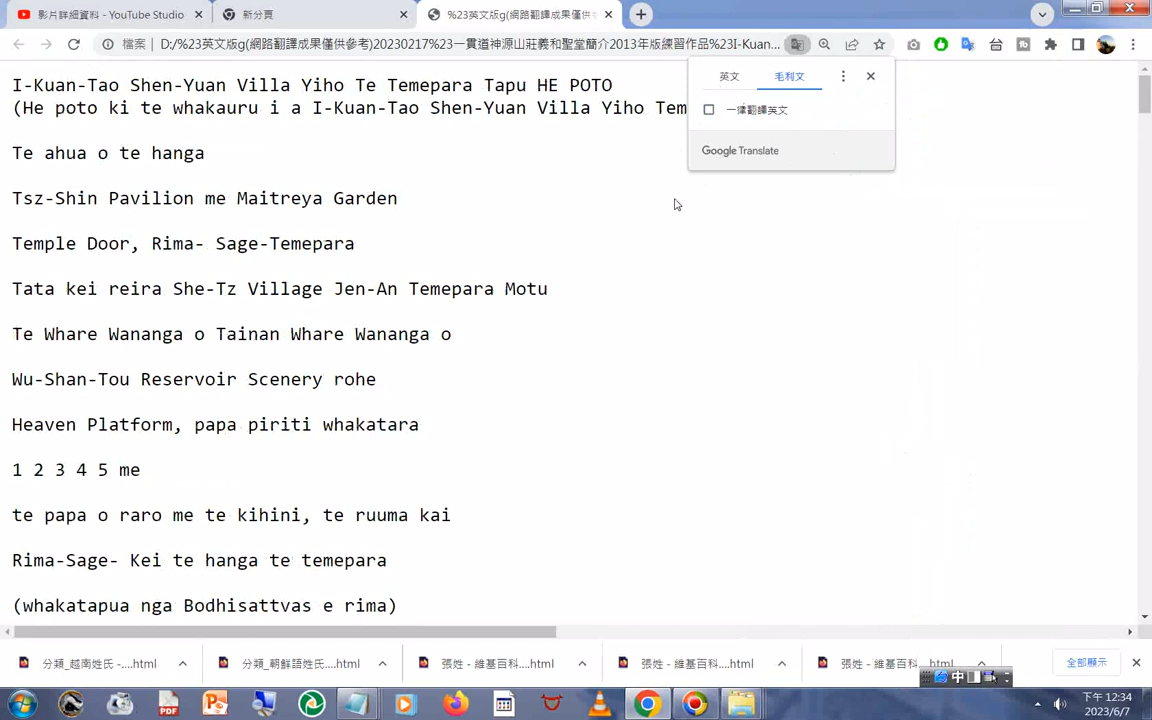 影片詳細資料 - YouTube Studio
新分頁
%23英文版g(網路翻譯成果僅供參
檔案 | D:/%23英文版g(網路翻譯成果僅供參考)20230217%23一貫道神源山莊義和聖堂簡介2013年版練習作品%23I-Kuan...
英文 毛利文
一律翻譯英文
Google Translate
I-Kuan-Tao Shen-Yuan Villa Yiho Te Temepara Tapu HE POTO
(He poto ki te whakauru i a I-Kuan-Tao Shen-Yuan Villa Yiho Tem
Te ahua o te hanga
Tsz-Shin Pavilion me Maitreya Garden
Temple Door, Rima- Sage-Temepara
Tata kei reira She-Tz Village Jen-An Temepara Motu
Te Whare Wananga o Tainan Whare Wananga o
Wu-Shan-Tou Reservoir Scenery rohe
Heaven Platform, papa piriti whakatara
1 2 3 4 5 me
te papa o raro me te kihini, te ruuma kai
Rima-Sage- Kei te hanga te temepara
(whakatapua nga Bodhisattvas e rima)
分類_越南姓氏 -....html
分類_朝鮮語姓氏....html
張姓 - 維基百科....html
張姓 - 維基百科....html
張姓 - 維基百科....html
全部顯示
中
PDF
下午 12:34
2023/6/7